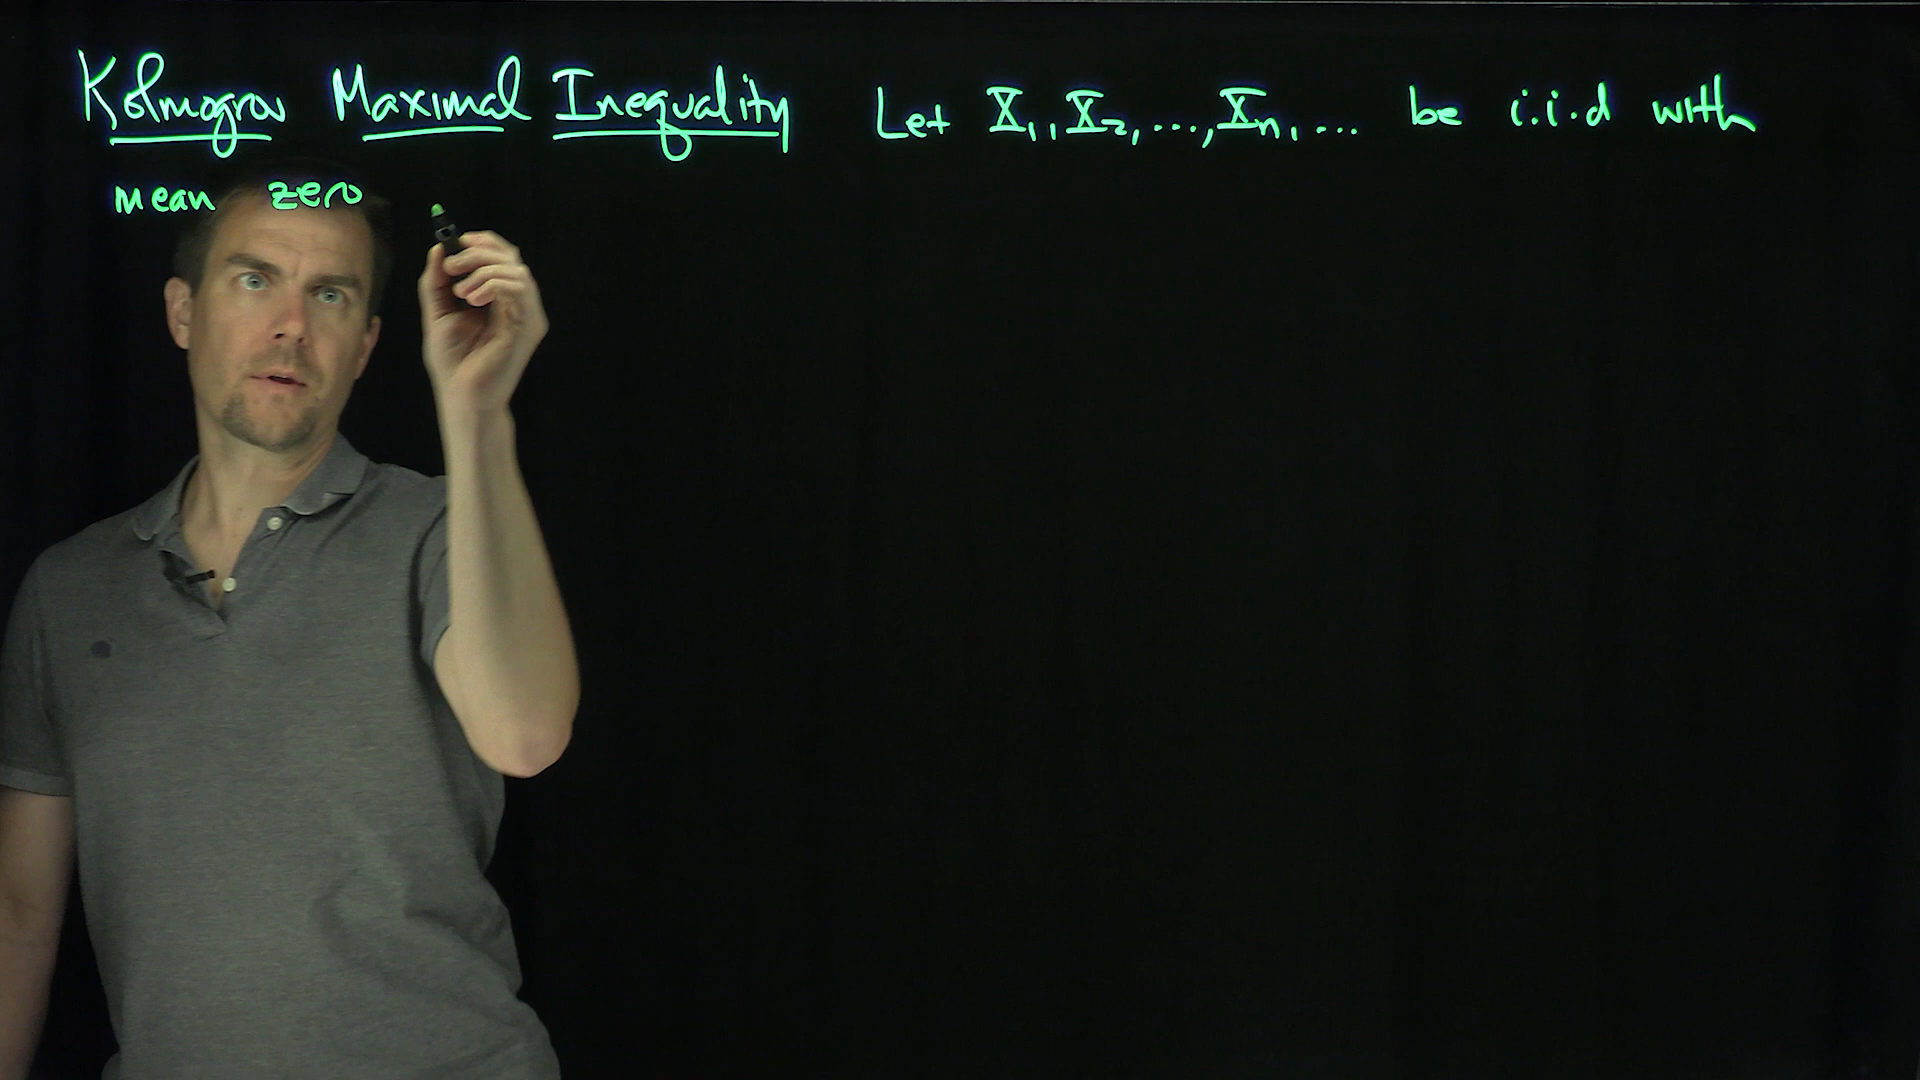 Kolmogrov Maximal Inequality Let X₁, X₂, ..., Xₙ, ... be i.i.d with
mean zero